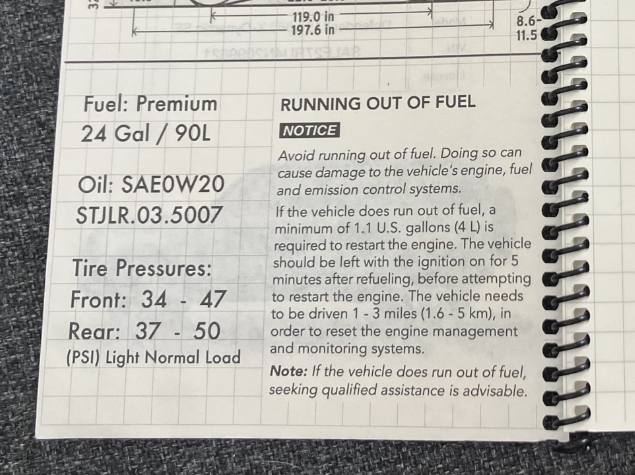 119.0 in
197.6 in
8.6-
11.5
Fuel: Premium
24 Gal / 90L
Oil: SAE0W20
STJLR.03.5007
Tire Pressures:
Front: 34 - 47
Rear: 37 - 50
(PSI) Light Normal Load
RUNNING OUT OF FUEL
NOTICE
Avoid running out of fuel. Doing so can
cause damage to the vehicle's engine, fuel
and emission control systems.
If the vehicle does run out of fuel, a
minimum of 1.1 U.S. gallons (4 L) is
required to restart the engine. The vehicle
should be left with the ignition on for 5
minutes after refueling, before attempting
to restart the engine. The vehicle needs
to be driven 1 - 3 miles (1.6 - 5 km), in
order to reset the engine management
and monitoring systems.
Note: If the vehicle does run out of fuel,
seeking qualified assistance is advisable.